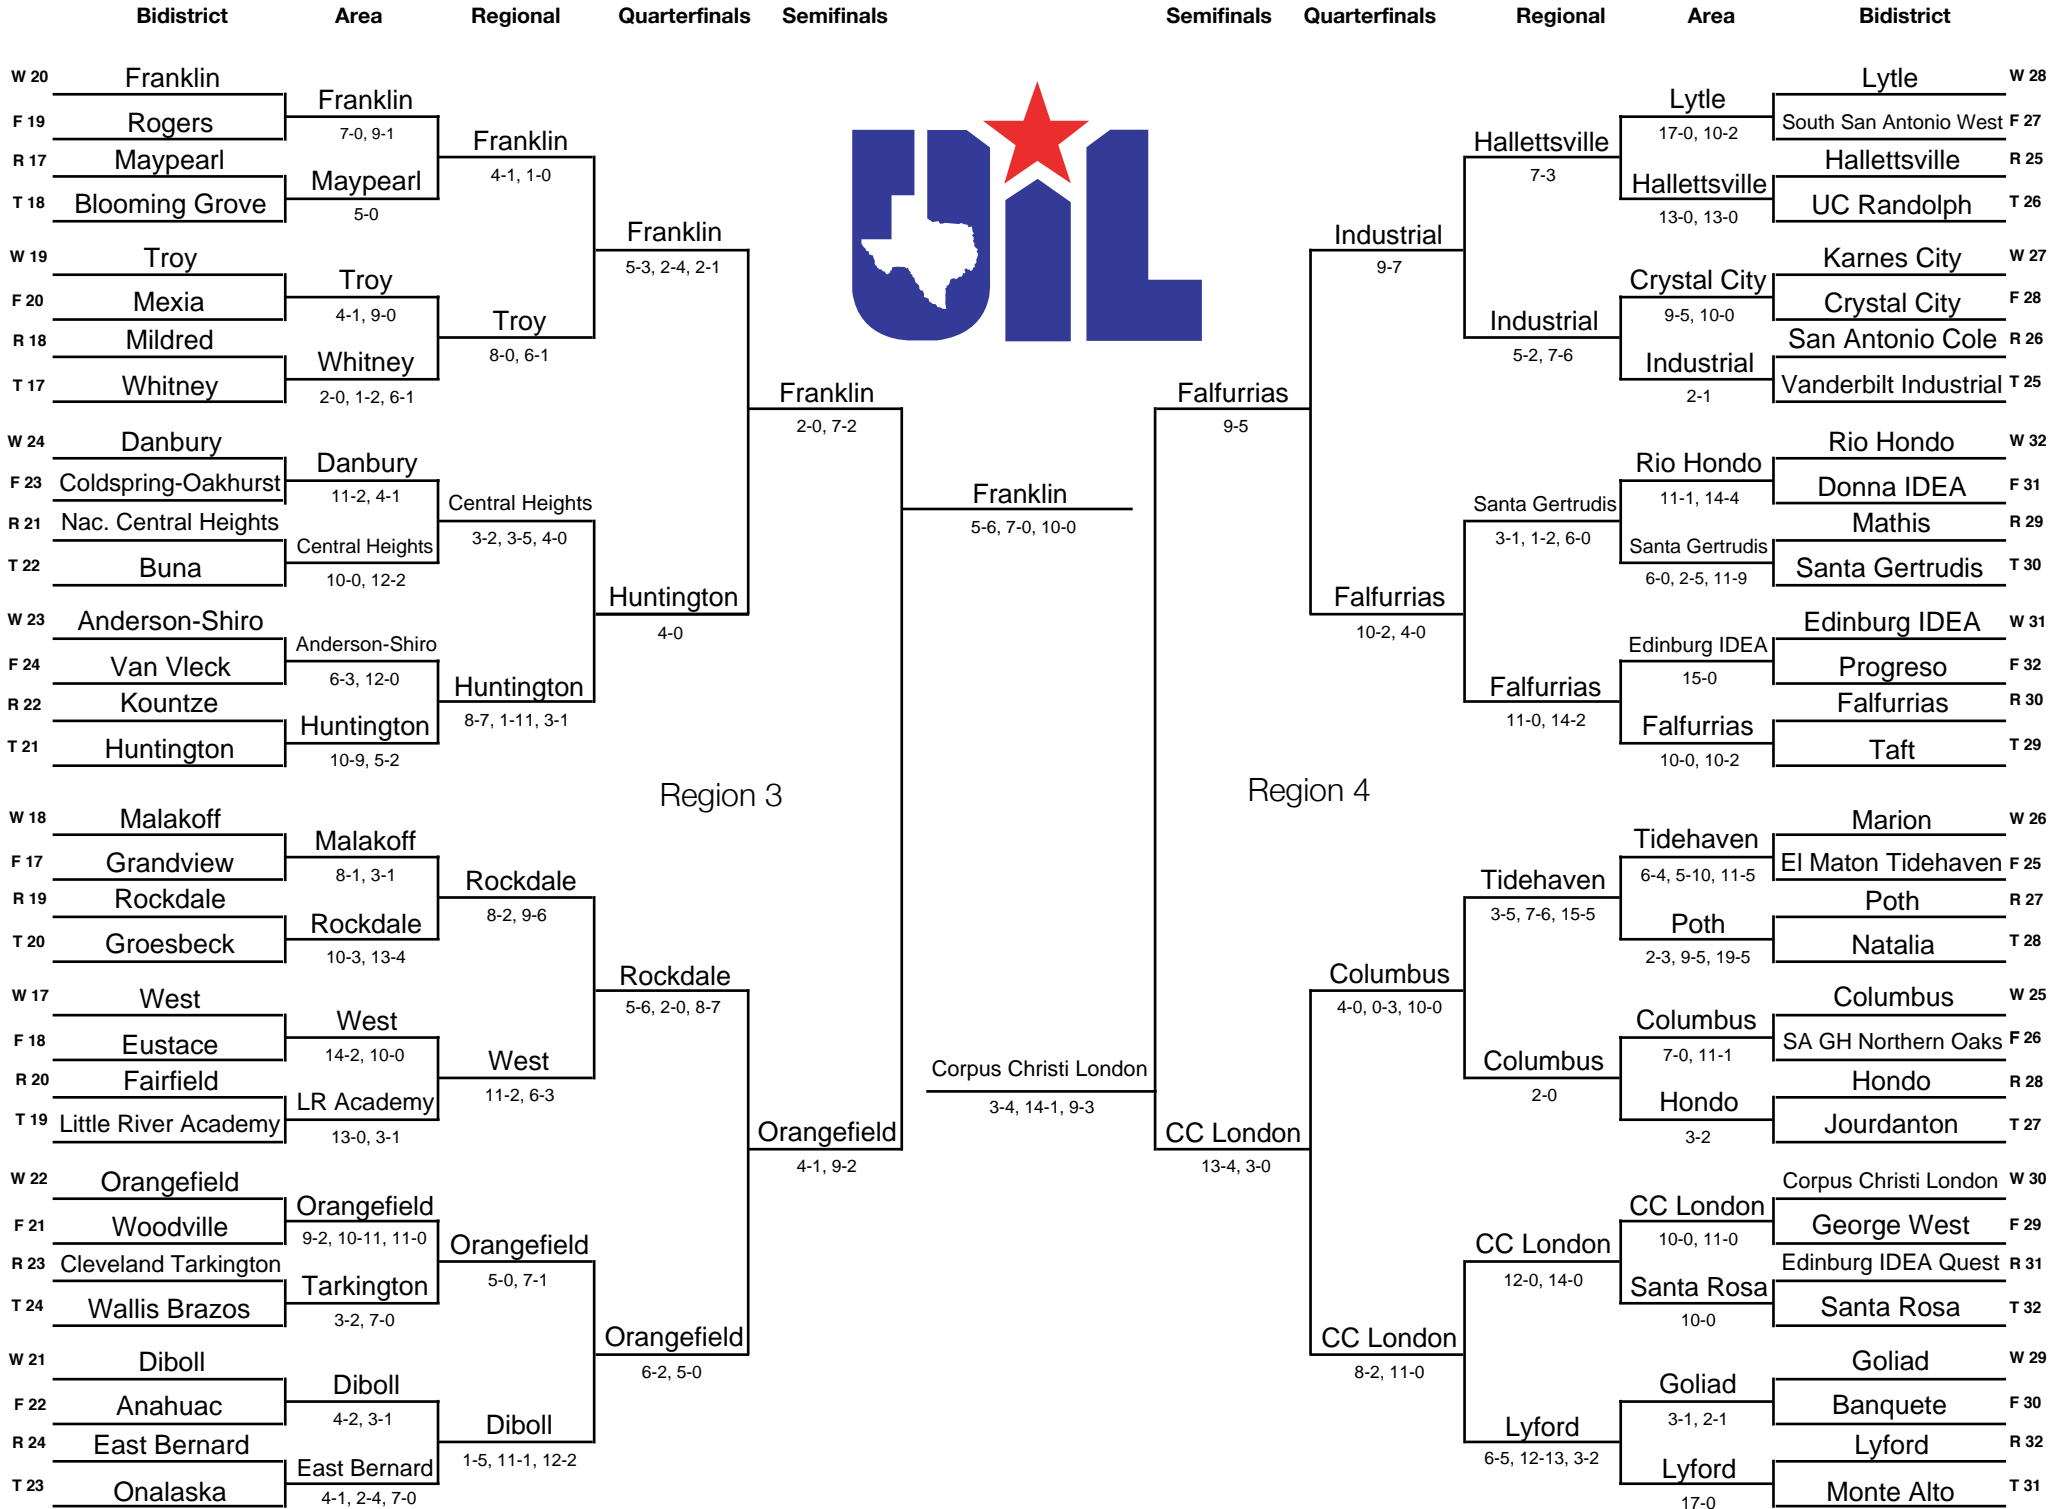 Bidistrict Area Regional Quarterfinals Semifinals Semifinals Quarterfinals Regional Area Bidistrict
W 20 Franklin
Franklin
7-0, 9-1
F 19 Rogers
Franklin
4-1, 1-0
R 17 Maypearl
Maypearl
5-0
T 18 Blooming Grove
Franklin
5-3, 2-4, 2-1
W 19 Troy
Troy
4-1, 9-0
F 20 Mexia
Troy
8-0, 6-1
R 18 Mildred
Whitney
2-0, 1-2, 6-1
T 17 Whitney
Franklin
2-0, 7-2
W 24 Danbury
Danbury
11-2, 4-1
F 23 Coldspring-Oakhurst
Central Heights
3-2, 3-5, 4-0
R 21 Nac. Central Heights
Central Heights
10-0, 12-2
T 22 Buna
Huntington
4-0
W 23 Anderson-Shiro
Anderson-Shiro
6-3, 12-0
F 24 Van Vleck
Huntington
8-7, 1-11, 3-1
R 22 Kountze
Huntington
10-9, 5-2
T 21 Huntington
Franklin
5-6, 7-0, 10-0
Region 3
W 18 Malakoff
Malakoff
8-1, 3-1
F 17 Grandview
Rockdale
8-2, 9-6
R 19 Rockdale
Rockdale
10-3, 13-4
T 20 Groesbeck
Rockdale
5-6, 2-0, 8-7
W 17 West
West
14-2, 10-0
F 18 Eustace
West
11-2, 6-3
R 20 Fairfield
LR Academy
13-0, 3-1
T 19 Little River Academy
Orangefield
4-1, 9-2
W 22 Orangefield
Orangefield
9-2, 10-11, 11-0
F 21 Woodville
Orangefield
5-0, 7-1
R 23 Cleveland Tarkington
Tarkington
3-2, 7-0
T 24 Wallis Brazos
Orangefield
6-2, 5-0
W 21 Diboll
Diboll
4-2, 3-1
F 22 Anahuac
Diboll
1-5, 11-1, 12-2
R 24 East Bernard
East Bernard
4-1, 2-4, 7-0
T 23 Onalaska
UIL
Lytle W 28
Lytle
17-0, 10-2
South San Antonio West F 27
Hallettsville
7-3
Hallettsville R 25
Hallettsville
13-0, 13-0
UC Randolph T 26
Industrial
9-7
Karnes City W 27
Crystal City
9-5, 10-0
Crystal City F 28
Industrial
5-2, 7-6
San Antonio Cole R 26
Industrial
2-1
Vanderbilt Industrial T 25
Falfurrias
9-5
Rio Hondo W 32
Rio Hondo
11-1, 14-4
Donna IDEA F 31
Santa Gertrudis
3-1, 1-2, 6-0
Mathis R 29
Santa Gertrudis
6-0, 2-5, 11-9
Santa Gertrudis T 30
Falfurrias
10-2, 4-0
Edinburg IDEA W 31
Edinburg IDEA
15-0
Progreso F 32
Falfurrias
11-0, 14-2
Falfurrias R 30
Falfurrias
10-0, 10-2
Taft T 29
Region 4
Corpus Christi London
3-4, 14-1, 9-3
Marion W 26
Tidehaven
6-4, 5-10, 11-5
El Maton Tidehaven F 25
Tidehaven
3-5, 7-6, 15-5
Poth R 27
Poth
2-3, 9-5, 19-5
Natalia T 28
Columbus
4-0, 0-3, 10-0
Columbus W 25
Columbus
7-0, 11-1
SA GH Northern Oaks F 26
Columbus
2-0
Hondo R 28
Hondo
3-2
Jourdanton T 27
CC London
13-4, 3-0
Corpus Christi London W 30
CC London
10-0, 11-0
George West F 29
CC London
12-0, 14-0
Edinburg IDEA Quest R 31
Santa Rosa
10-0
Santa Rosa T 32
CC London
8-2, 11-0
Goliad W 29
Goliad
3-1, 2-1
Banquete F 30
Lyford
6-5, 12-13, 3-2
Lyford R 32
Lyford
17-0
Monte Alto T 31